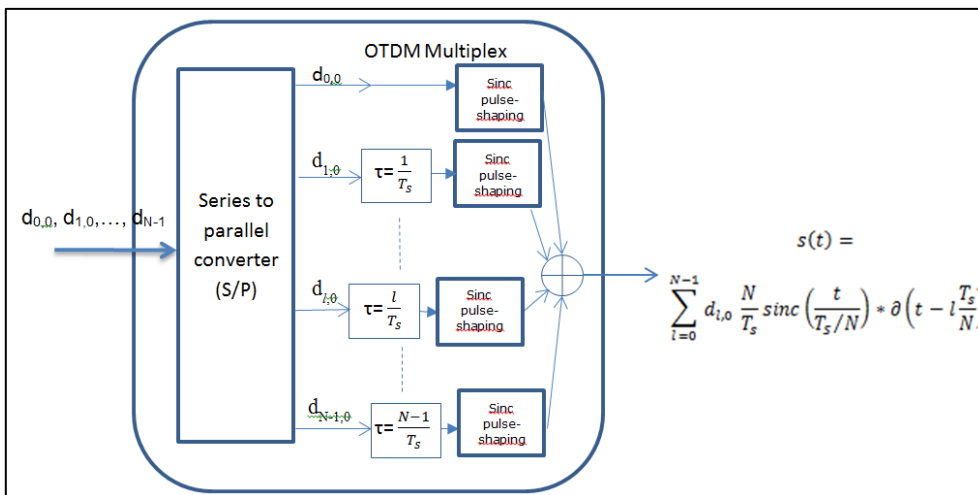 OTDM Multiplex
d0,0, d1,0,..., dN-1
Series to
parallel
converter
(S/P)
d0,0
Sinc
pulse-
shaping
d1,0
τ= 1/Ts
Sinc
pulse-
shaping
dl,0
τ= l/Ts
Sinc
pulse-
shaping
dN-1,0
τ= N−1/Ts
Sinc
pulse-
shaping
s(t) =
∑_{l=0}^{N-1} d_{l,0} N/Ts sinc (t/(Ts/N)) * ∂ (t − l Ts/N)